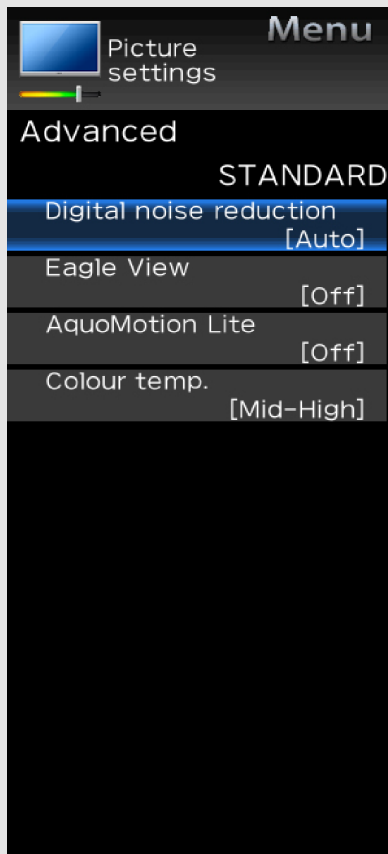 Menu
Picture
settings
Advanced
STANDARD
Digital noise reduction
[Auto]
Eagle View
[Off]
AquoMotion Lite
[Off]
Colour temp.
[Mid-High]